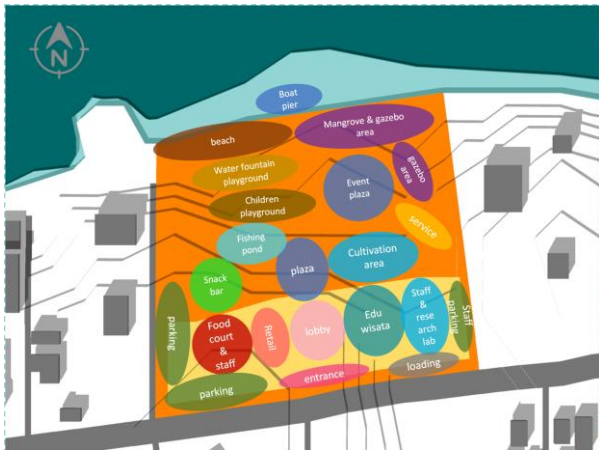 N
Boat
pier
Mangrove & gazebo
area
beach
Water fountain
playground
Event
plaza
gazebo
area
Children
playground
service
Fishing
pond
plaza
Cultivation
area
Snack
bar
parking
Food
court
& 
staff
Retail
lobby
Edu
wisata
Staff
&
rese
arch
lab
Staff
parking
loading
entrance
parking